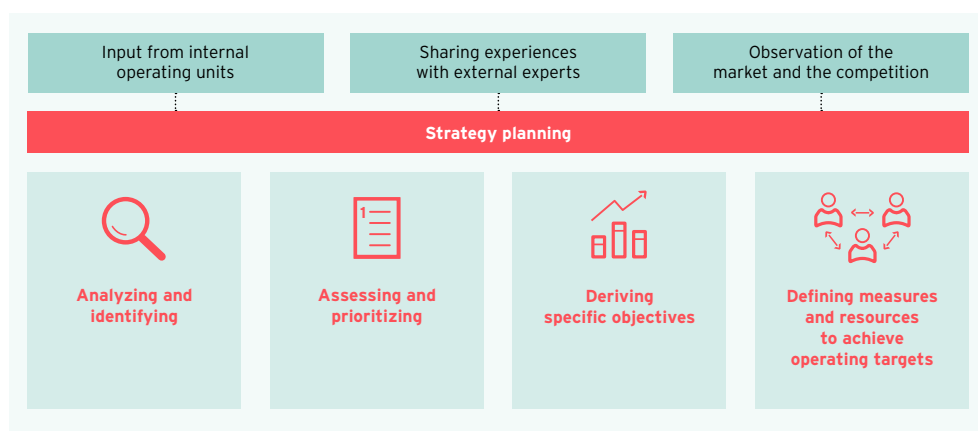 Input from internal
operating units
Sharing experiences
with external experts
Observation of the
market and the competition
Strategy planning
1
Analyzing and
identifying
Assessing and
prioritizing
Deriving
specific objectives
Defining measures
and resources
to achieve
operating targets